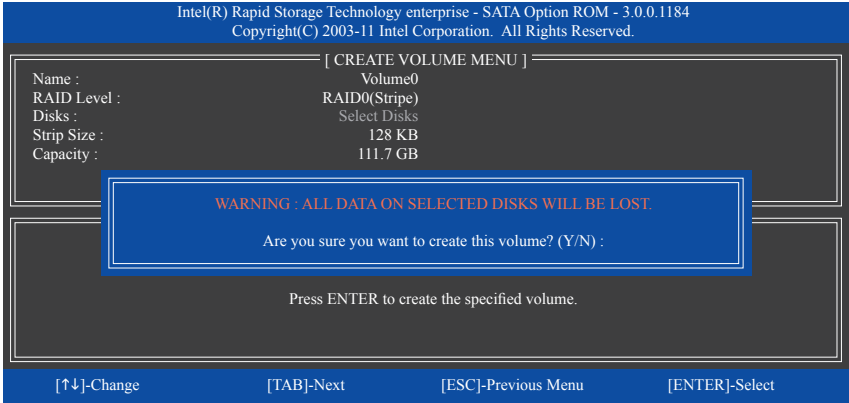 Intel(R) Rapid Storage Technology enterprise - SATA Option ROM - 3.0.0.1184
Copyright(C) 2003-11 Intel Corporation. All Rights Reserved.
[ CREATE VOLUME MENU ]
Name : Volume0
RAID Level : RAID0(Stripe)
Disks : Select Disks
Strip Size : 128 KB
Capacity : 111.7 GB
WARNING : ALL DATA ON SELECTED DISKS WILL BE LOST.
Are you sure you want to create this volume? (Y/N) :
Press ENTER to create the specified volume.
[↑↓]-Change [TAB]-Next [ESC]-Previous Menu [ENTER]-Select